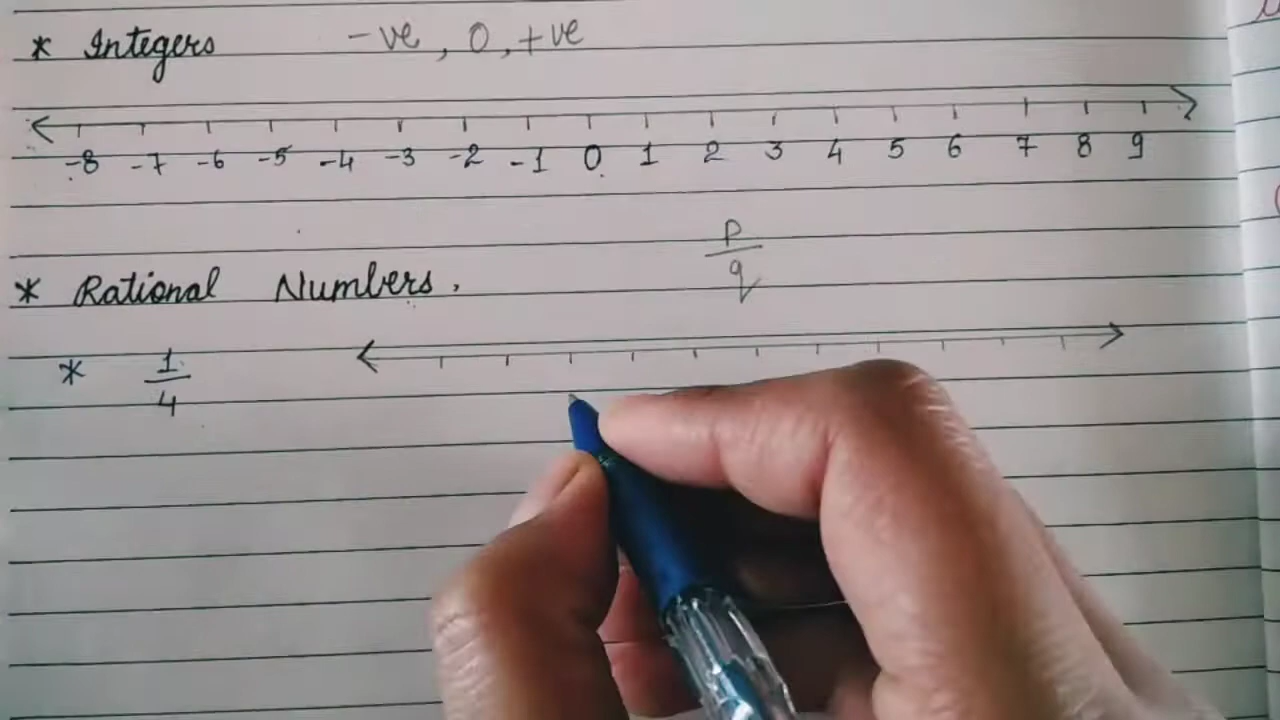 * Integers -ve, 0, +ve
-8 -7 -6 -5 -4 -3 -2 -1 0 1 2 3 4 5 6 7 8 9
p/q
* Rational Numbers.
* 1/4